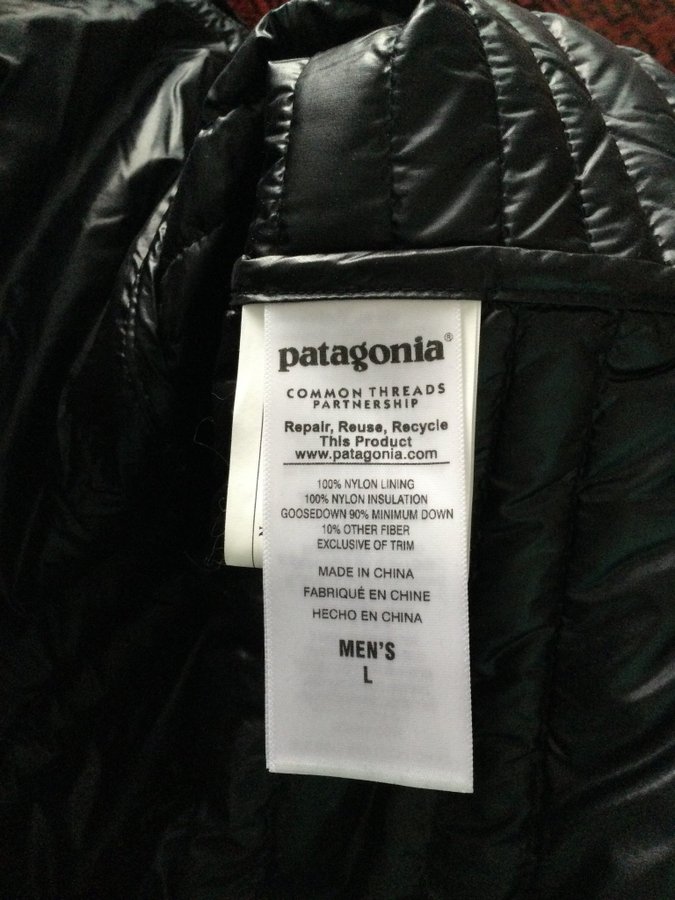 patagonia®
COMMON THREADS
PARTNERSHIP
Repair, Reuse, Recycle
This Product
www.patagonia.com
100% NYLON LINING
100% NYLON INSULATION
GOOSEDOWN 90% MINIMUM DOWN
10% OTHER FIBER
EXCLUSIVE OF TRIM
MADE IN CHINA
FABRIQUÉ EN CHINE
HECHO EN CHINA
MEN'S
L